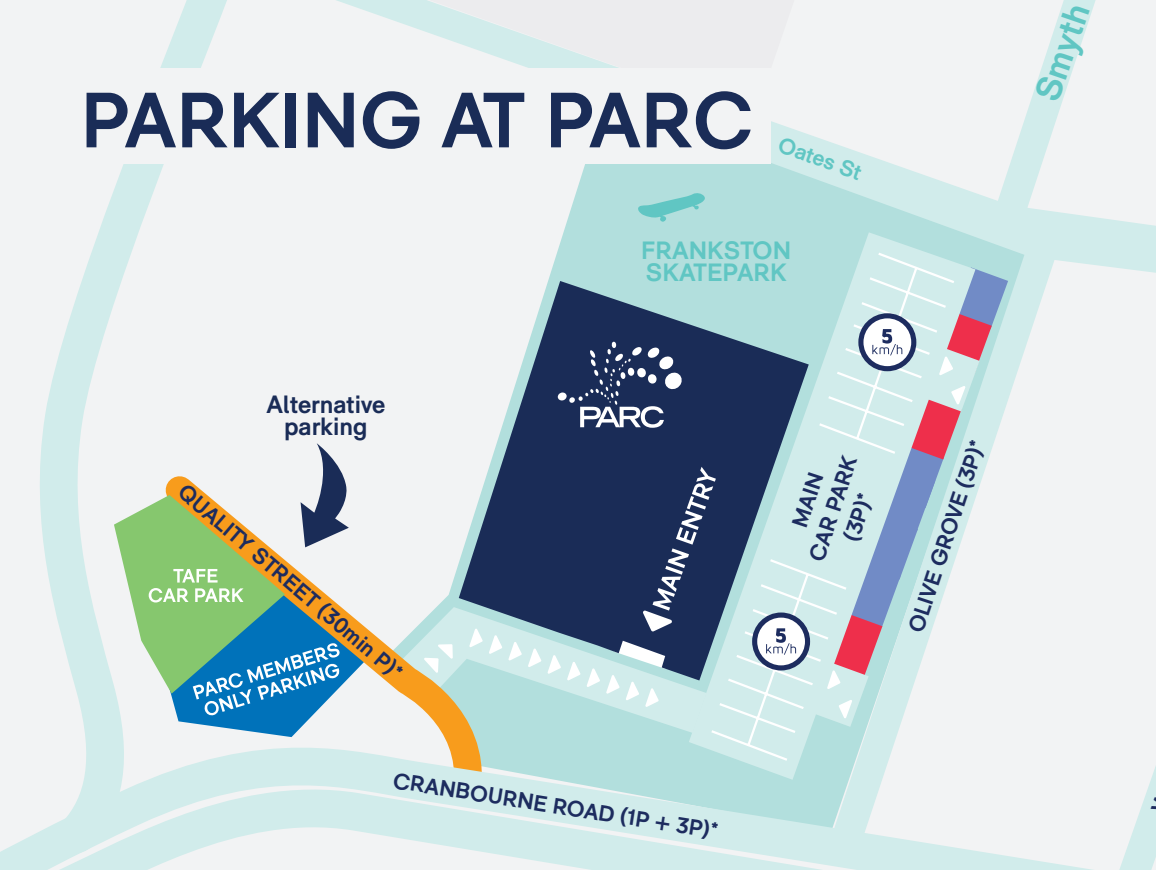 PARKING AT PARC
Smyth
Oates St
FRANKSTON
SKATEPARK
5
km/h
PARC
Alternative
parking
MAIN ENTRY
MAIN
CAR PARK
(3P)*
OLIVE GROVE (3P)*
QUALITY STREET (30min P)*
TAFE
CAR PARK
PARC MEMBERS
ONLY PARKING
5
km/h
CRANBOURNE ROAD (1P + 3P)*